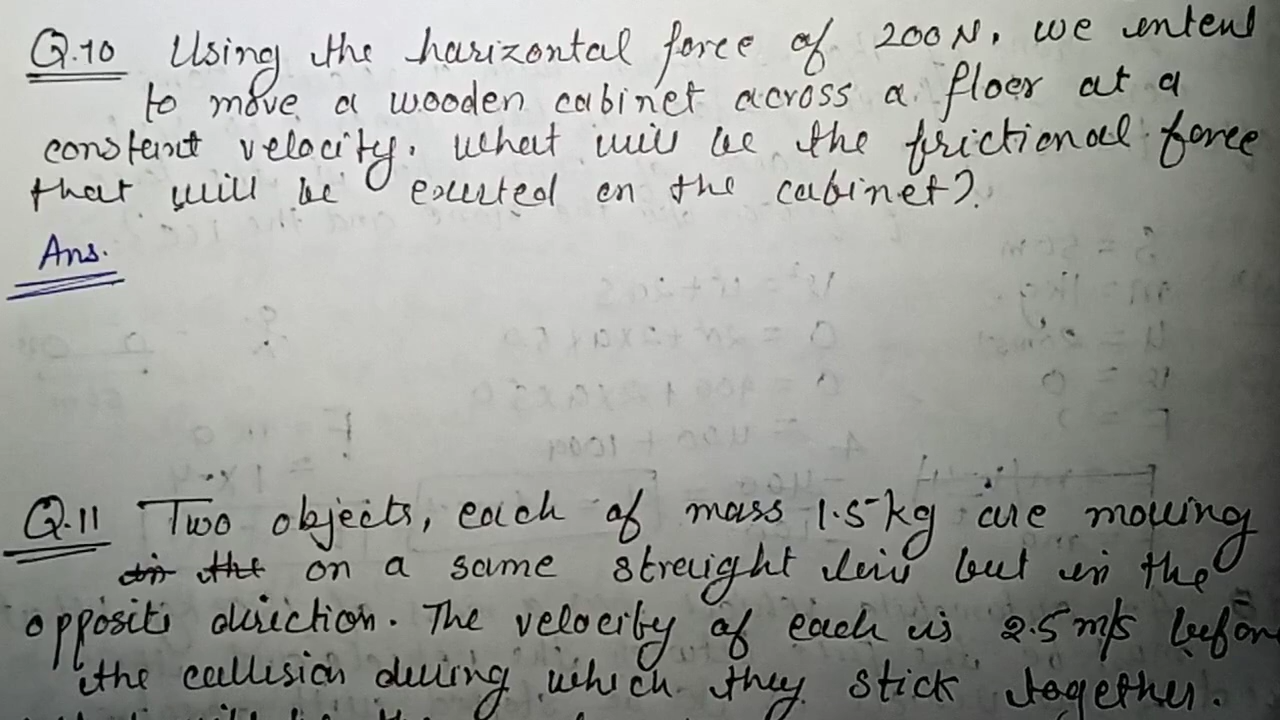 Q.10 Using the harizontal force of 200 N, we intend
to move a wooden cabinet across a floor at a
constant velocity. What will be the frictional force
that will be exerted on the cabinet?
Ans.
Q.11 Two objects, each of mass 1.5 kg are moving
on a same straight line but in the
opposite direction. The velocity of each is 2.5 m/s before
the collision during which they stick together.